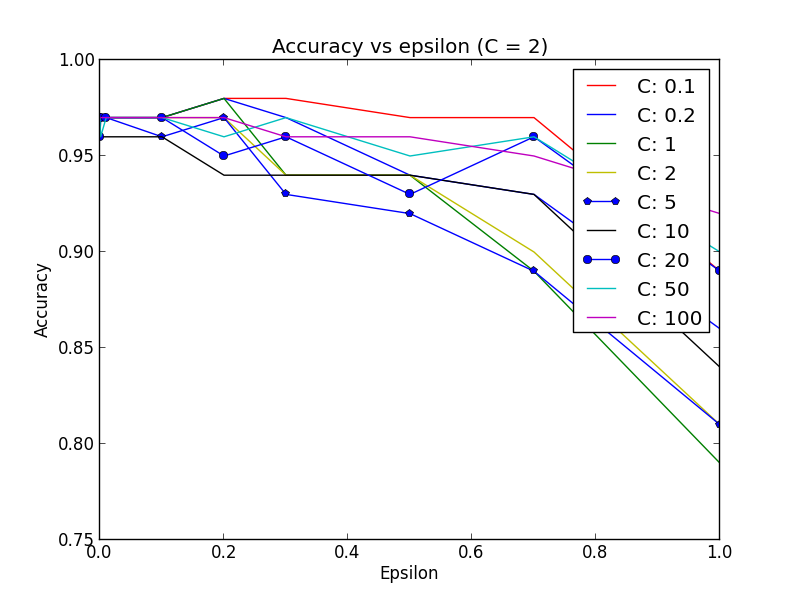 Accuracy vs epsilon (C = 2)
1.00
0.95
0.90
0.85
0.80
0.75
Accuracy
C: 0.1
C: 0.2
C: 1
C: 2
C: 5
C: 10
C: 20
C: 50
C: 100
0.0
0.2
0.4
0.6
0.8
1.0
Epsilon